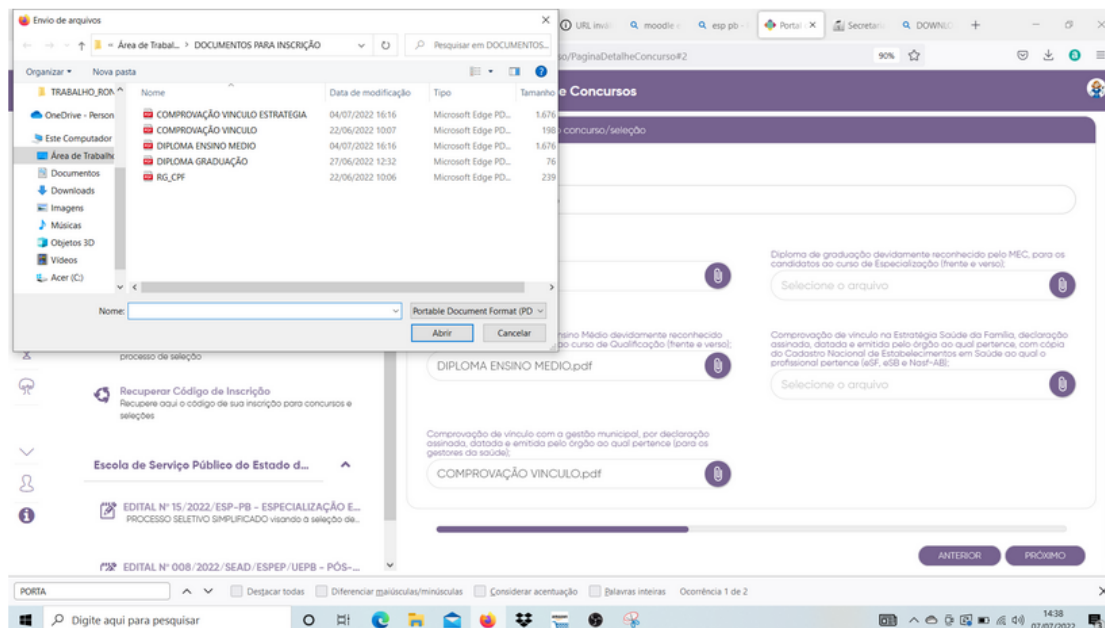 Envio de arquivos
Área de Trabal... > DOCUMENTOS PARA INSCRIÇÃO
Pesquisar em DOCUMENTOS...
Organizar
Nova pasta
Nome
Data de modificação
Tipo
Tamanho
COMPROVAÇÃO VINCULO ESTRATEGIA 04/07/2022 16:16 Microsoft Edge PD... 1.676
COMPROVAÇÃO VINCULO 22/06/2022 10:07 Microsoft Edge PD... 198
DIPLOMA ENSINO MEDIO 04/07/2022 16:16 Microsoft Edge PD... 1.676
DIPLOMA GRADUAÇÃO 27/06/2022 12:32 Microsoft Edge PD... 76
RG_CPF 22/06/2022 10:06 Microsoft Edge PD... 239
TRABALHO_RON
OneDrive - Person
Este Computador
Área de Trabalho
Documentos
Downloads
Imagens
Músicas
Objetos 3D
Vídeos
Acer (C:)
Nome:
Portable Document Format (PD
Abrir
Cancelar
URL invál
moodle e
esp pb -
Portal
Secretari
DOWNLO
so/PaginaDetalheConcurso#2
90%
e Concursos
concurso/seleção
Diploma de graduação devidamente reconhecido pelo MEC, para os
candidatos ao curso de Especialização (frente e verso);
Selecione o arquivo
nsino Médio devidamente reconhecido
ao curso de Qualificação (frente e verso);
DIPLOMA ENSINO MEDIO.pdf
Comprovação de vínculo na Estratégia Saúde da Família, declaração
assinada, datada e emitida pelo órgão ao qual pertence, com cópia
do Cadastro Nacional de Estabelecimentos em Saúde ao qual o
profissional pertence (eSF, eSB e Nasf-AB);
Selecione o arquivo
Comprovação de vínculo com a gestão municipal, por declaração
assinada, datada e emitida pelo órgão ao qual pertence (para os
gestores da saúde);
COMPROVAÇÃO VINCULO.pdf
ANTERIOR
PRÓXIMO
processo de seleção
Recuperar Código de Inscrição
Recupere aqui o código de sua inscrição para concursos e
seleções
Escola de Serviço Público do Estado d...
EDITAL Nº 15/2022/ESP-PB - ESPECIALIZAÇÃO E...
PROCESSO SELETIVO SIMPLIFICADO visando a seleção de...
EDITAL Nº 008/2022/SEAD/ESPEP/UEPB - PÓS-...
PORTA
Destacar todas
Diferenciar maiúsculas/minúsculas
Considerar acentuação
Palavras inteiras
Ocorrência 1 de 2
Digite aqui para pesquisar
14:38
07/07/2022